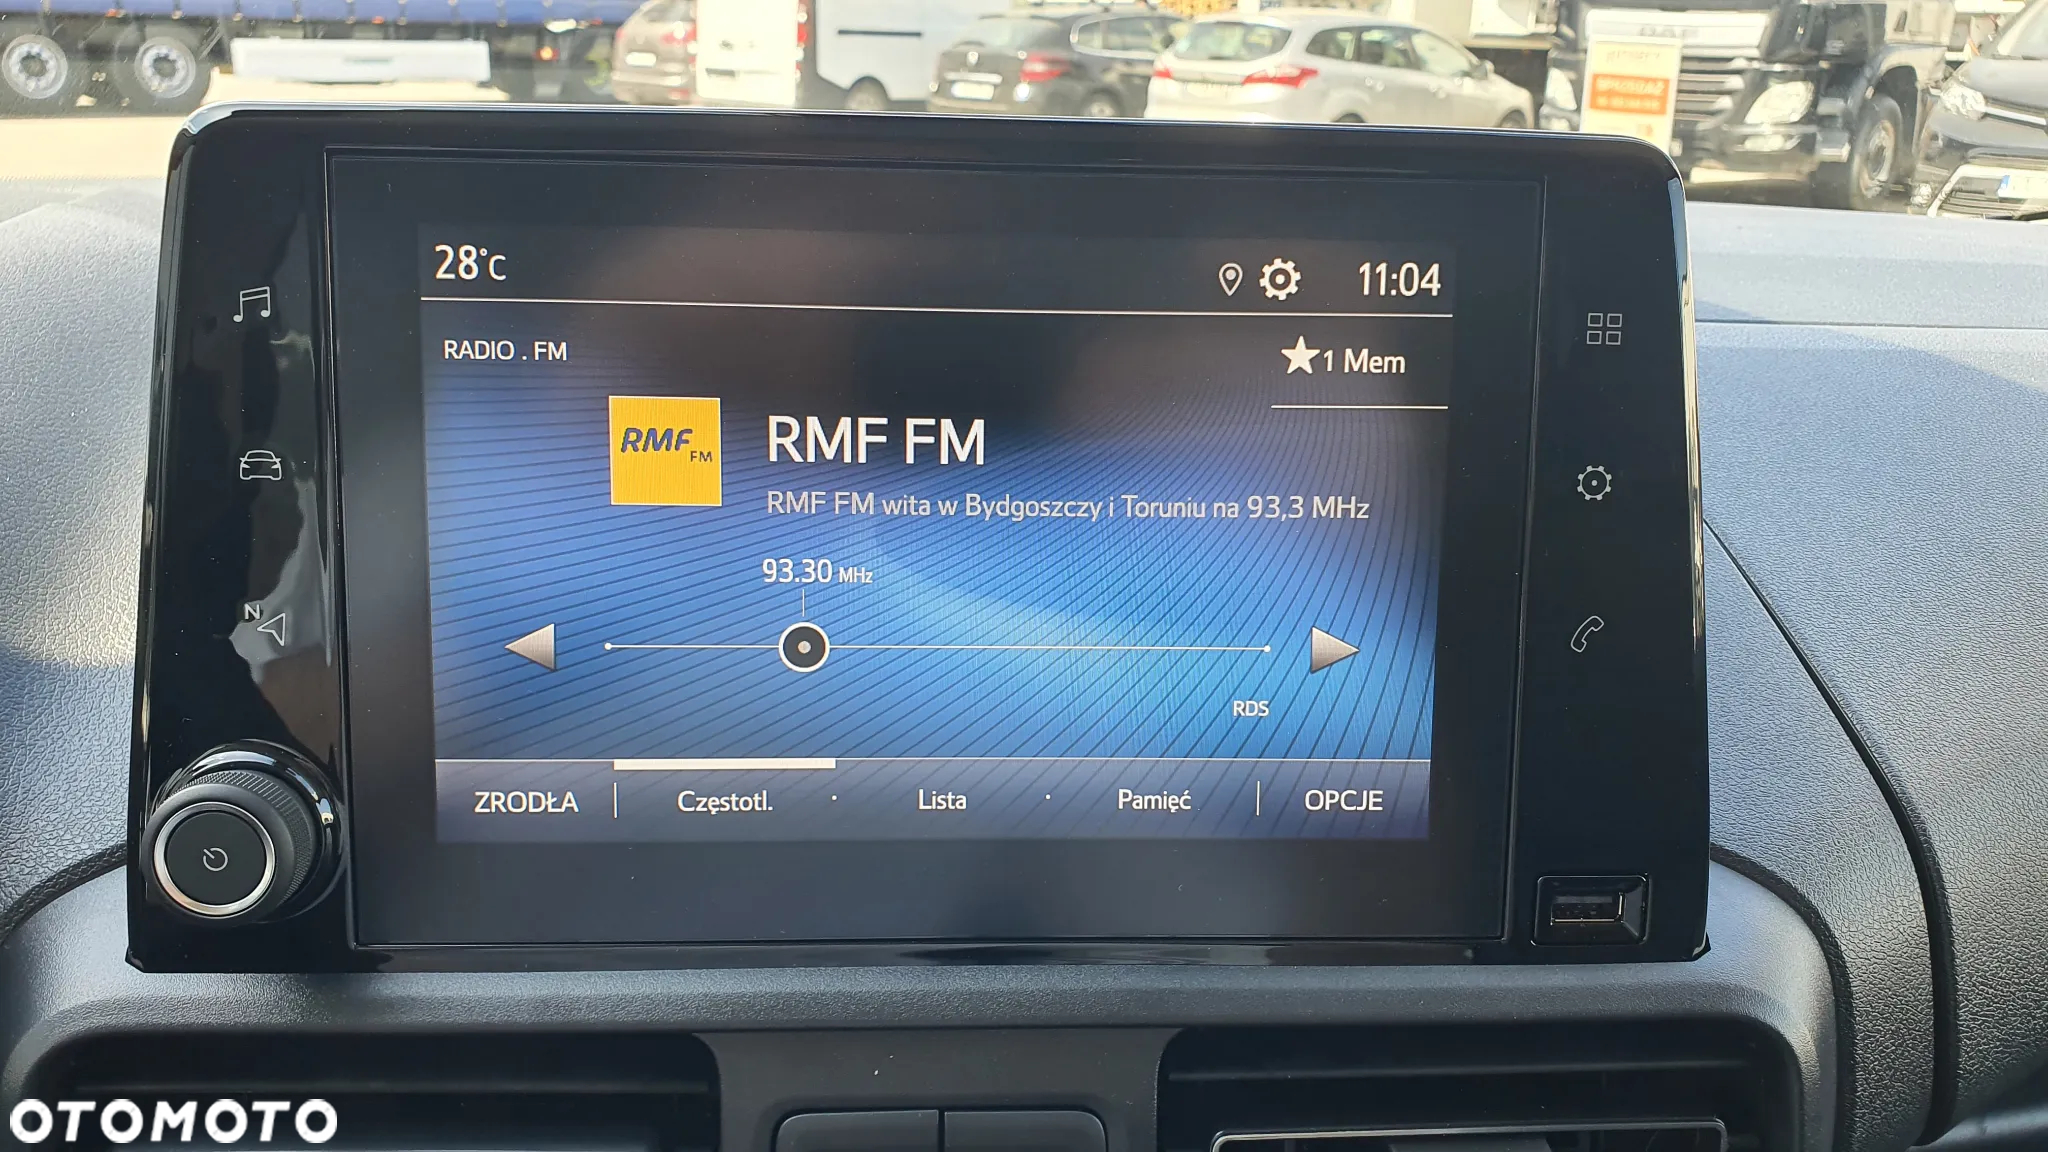 28°C
11:04
RADIO . FM
1 Mem
RMF
FM
RMF FM
RMF FM wita w Bydgoszczy i Toruniu na 93,3 MHz
93.30 MHz
RDS
ZRODŁA
Częstotl.
Lista
Pamięć
OPCJE
N
DAF
OTOMOTO